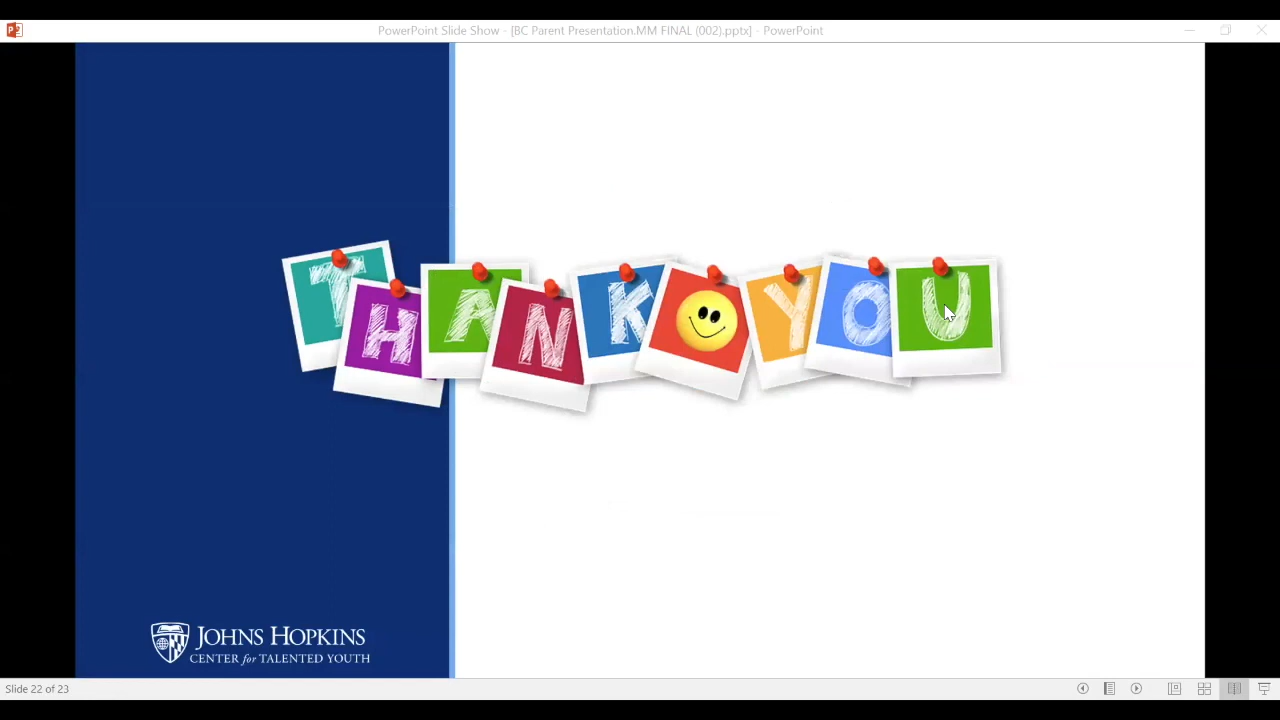 PowerPoint Slide Show - [BC Parent Presentation.MM FINAL (002).pptx] - PowerPoint
THANK YOU
JOHNS HOPKINS
CENTER for TALENTED YOUTH
Slide 22 of 23